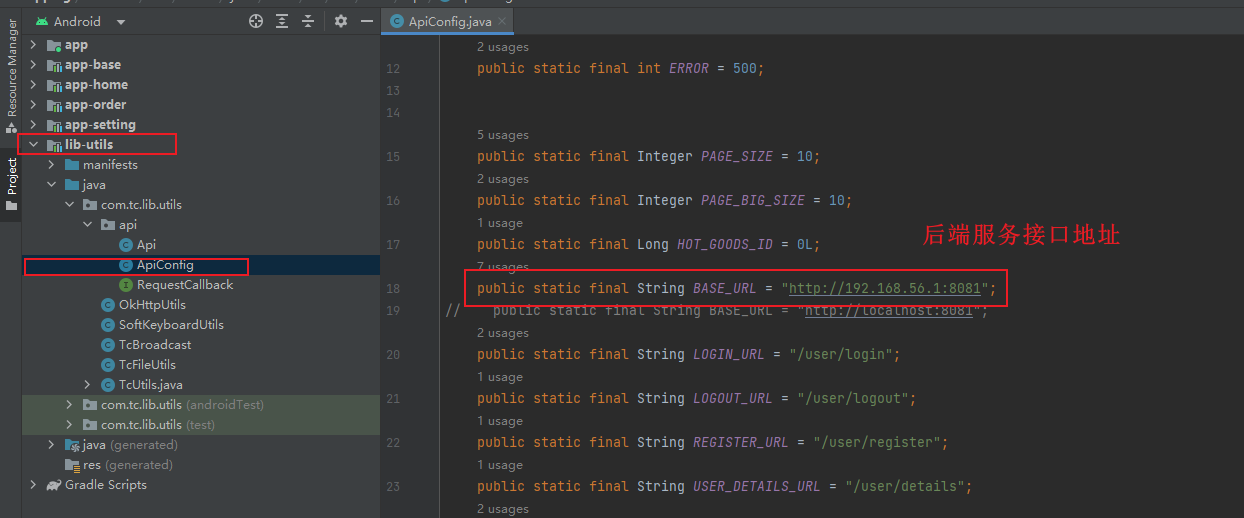 Android
ApiConfig.java
Resource Manager
Project
app
app-base
app-home
app-order
app-setting
lib-utils
manifests
java
com.tc.lib.utils
api
Api
ApiConfig
RequestCallback
OkHttpUtils
SoftKeyboardUtils
TcBroadcast
TcFileUtils
TcUtils.java
com.tc.lib.utils (androidTest)
com.tc.lib.utils (test)
java (generated)
res (generated)
Gradle Scripts
2 usages
12 public static final int ERROR = 500;
13
14
5 usages
15 public static final Integer PAGE_SIZE = 10;
2 usages
16 public static final Integer PAGE_BIG_SIZE = 10;
1 usage
17 public static final Long HOT_GOODS_ID = 0L;
后端服务接口地址
7 usages
18 public static final String BASE_URL = "http://192.168.56.1:8081";
19 // public static final String BASE_URL = "http://localhost:8081";
2 usages
20 public static final String LOGIN_URL = "/user/login";
1 usage
21 public static final String LOGOUT_URL = "/user/logout";
1 usage
22 public static final String REGISTER_URL = "/user/register";
1 usage
23 public static final String USER_DETAILS_URL = "/user/details";
2 usages